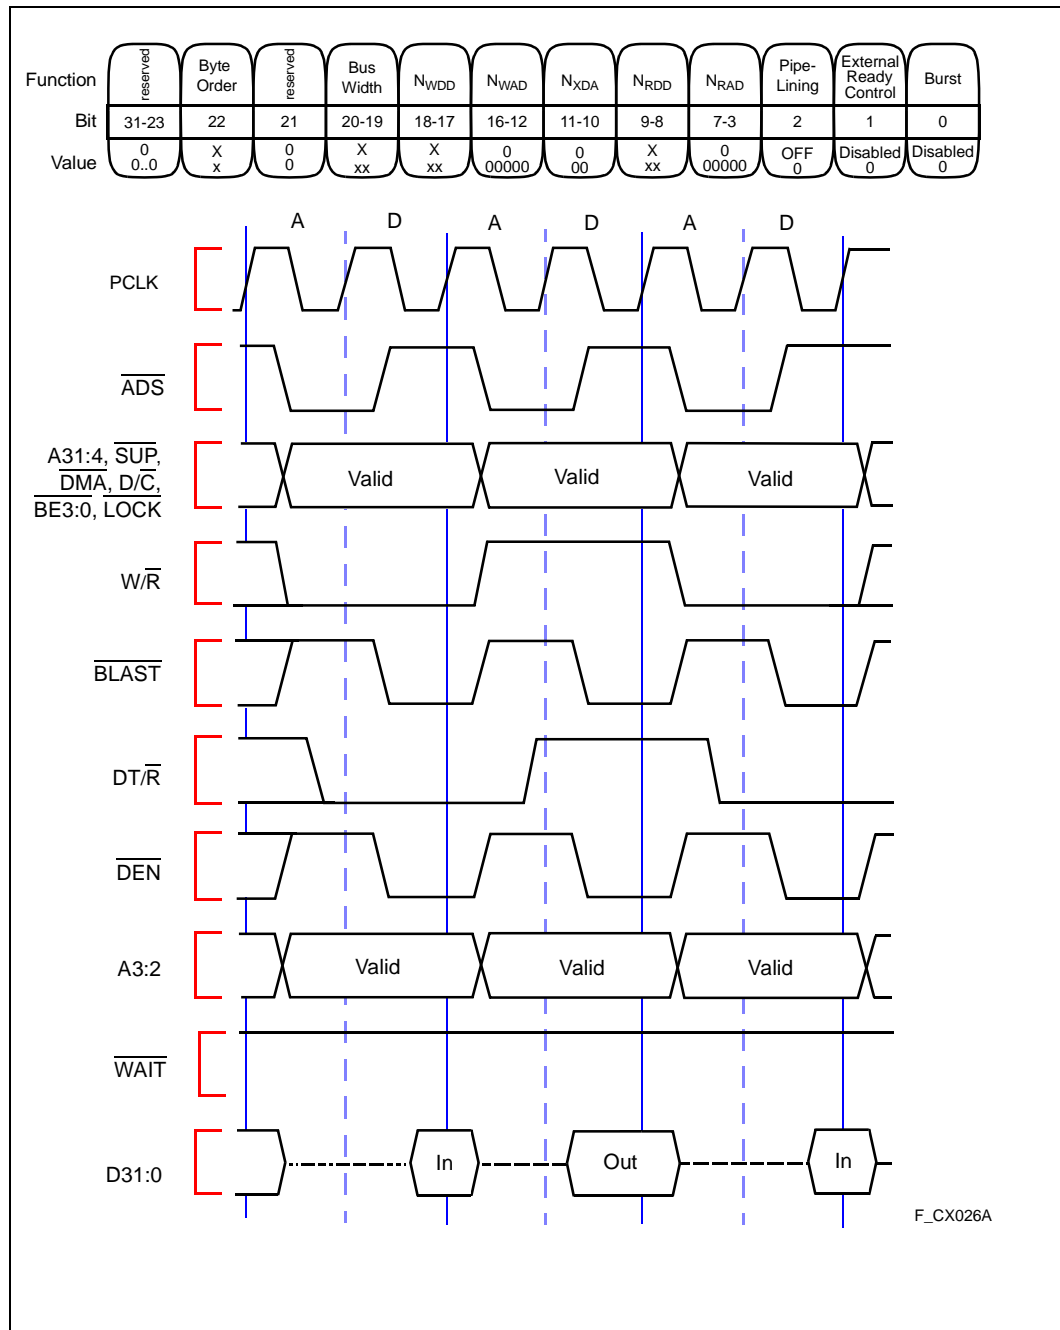 Function reserved Byte Order reserved Bus Width NWDD NWAD NXDA NRDD NRAD Pipe-Lining External Ready Control Burst
Bit 31-23 22 21 20-19 18-17 16-12 11-10 9-8 7-3 2 1 0
Value 0 X 0 X X 0 0 X 0 OFF Disabled Disabled
0..0 x 0 xx xx 00000 00 xx 00000 0 0 0
A D A D A D
PCLK
ADS
A31:4, SUP,
DMA, D/C,
BE3:0, LOCK
Valid Valid Valid
W/R
BLAST
DT/R
DEN
A3:2 Valid Valid Valid
WAIT
D31:0 In Out In
F_CX026A